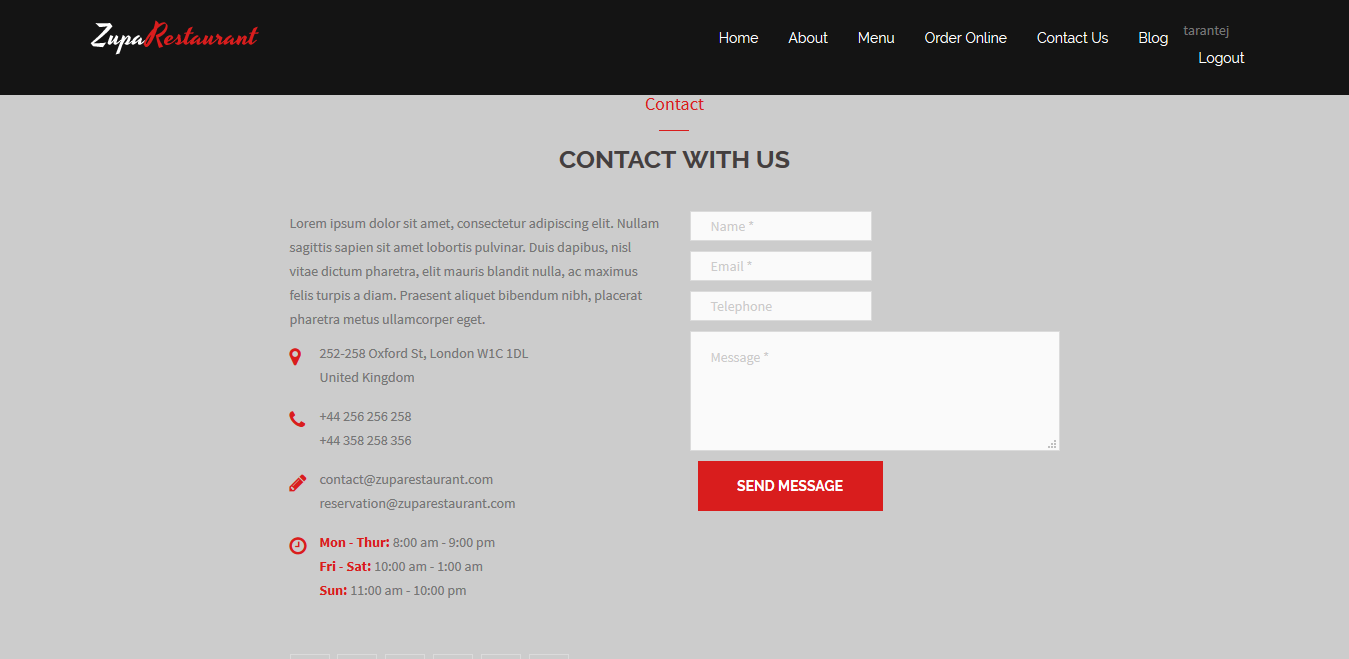 ZupaRestaurant
Home About Menu Order Online Contact Us Blog tarantej
Logout
Contact
CONTACT WITH US
Lorem ipsum dolor sit amet, consectetur adipiscing elit. Nullam
sagittis sapien sit amet lobortis pulvinar. Duis dapibus, nisl
vitae dictum pharetra, elit mauris blandit nulla, ac maximus
felis turpis a diam. Praesent aliquet bibendum nibh, placerat
pharetra metus ullamcorper eget.
252-258 Oxford St, London W1C 1DL
United Kingdom
+44 256 256 258
+44 358 258 356
contact@zuparestaurant.com
reservation@zuparestaurant.com
Mon - Thur: 8:00 am - 9:00 pm
Fri - Sat: 10:00 am - 1:00 am
Sun: 11:00 am - 10:00 pm
Name *
Email *
Telephone
Message *
SEND MESSAGE